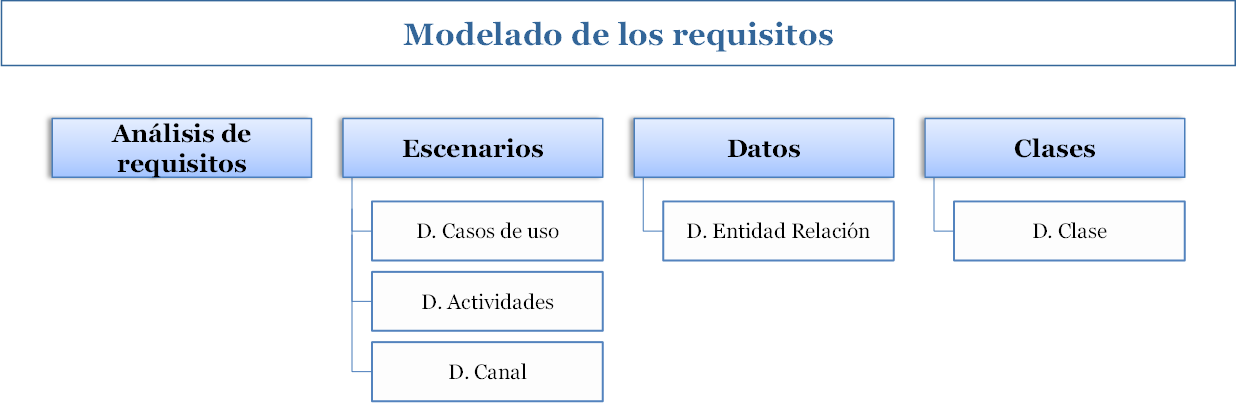 Modelado de los requisitos
Análisis de
requisitos
Escenarios
Datos
Clases
D. Casos de uso
D. Entidad Relación
D. Clase
D. Actividades
D. Canal